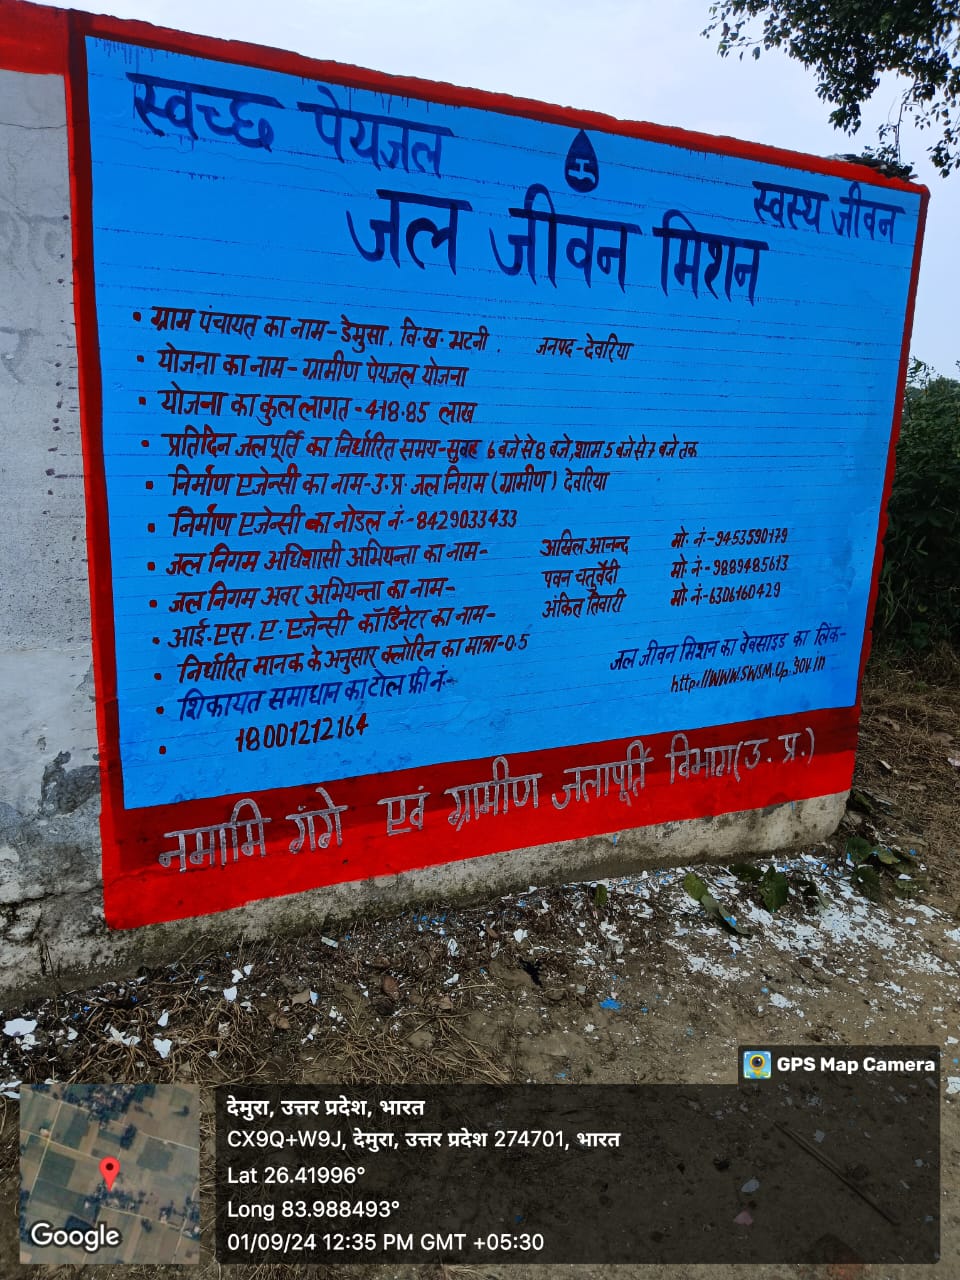 स्वच्छ पेयजल
स्वस्थ जीवन
जल जीवन मिशन
• ग्राम पंचायत का नाम - डेमुसा, वि.ख. भटनी, जनपद - देवरिया
• योजना का नाम - ग्रामीण पेयजल योजना
• योजना का कुल लागत - 418.85 लाख
• प्रतिदिन जलपूर्ति का निर्धारित समय - सुबह 6 बजे से 8 बजे, शाम 5 बजे से 7 बजे तक
• निर्माण एजेन्सी का नाम - उ.प्र. जल निगम (ग्रामीण) देवरिया
• निर्माण एजेन्सी का नोडल नं:- 8429033433
• जल निगम अधिशासी अभियन्ता का नाम - अखिल आनन्द मो. नं:- 9453590179
• जल निगम अवर अभियन्ता का नाम - पवन चतुर्वेदी मो. नं:- 9889485613
• आई.एस.ए. एजेन्सी कॉर्डिनेटर का नाम - अंकित तिवारी मो. नं:- 6306160429
• निर्धारित मानक के अनुसार क्लोरिन का मात्रा - 0.5
• शिकायत समाधान का टोल फ्री नं:-
• 18001212164
जल जीवन मिशन का वेबसाइड का लिंक -
http://www.swsm.up.gov.in
नमामि गंगे एवं ग्रामीण जलापूर्ति विभाग (उ.प्र.)
GPS Map Camera
देमुरा, उत्तर प्रदेश, भारत
CX9Q+W9J, देमुरा, उत्तर प्रदेश 274701, भारत
Lat 26.41996°
Long 83.988493°
01/09/24 12:35 PM GMT +05:30
Google